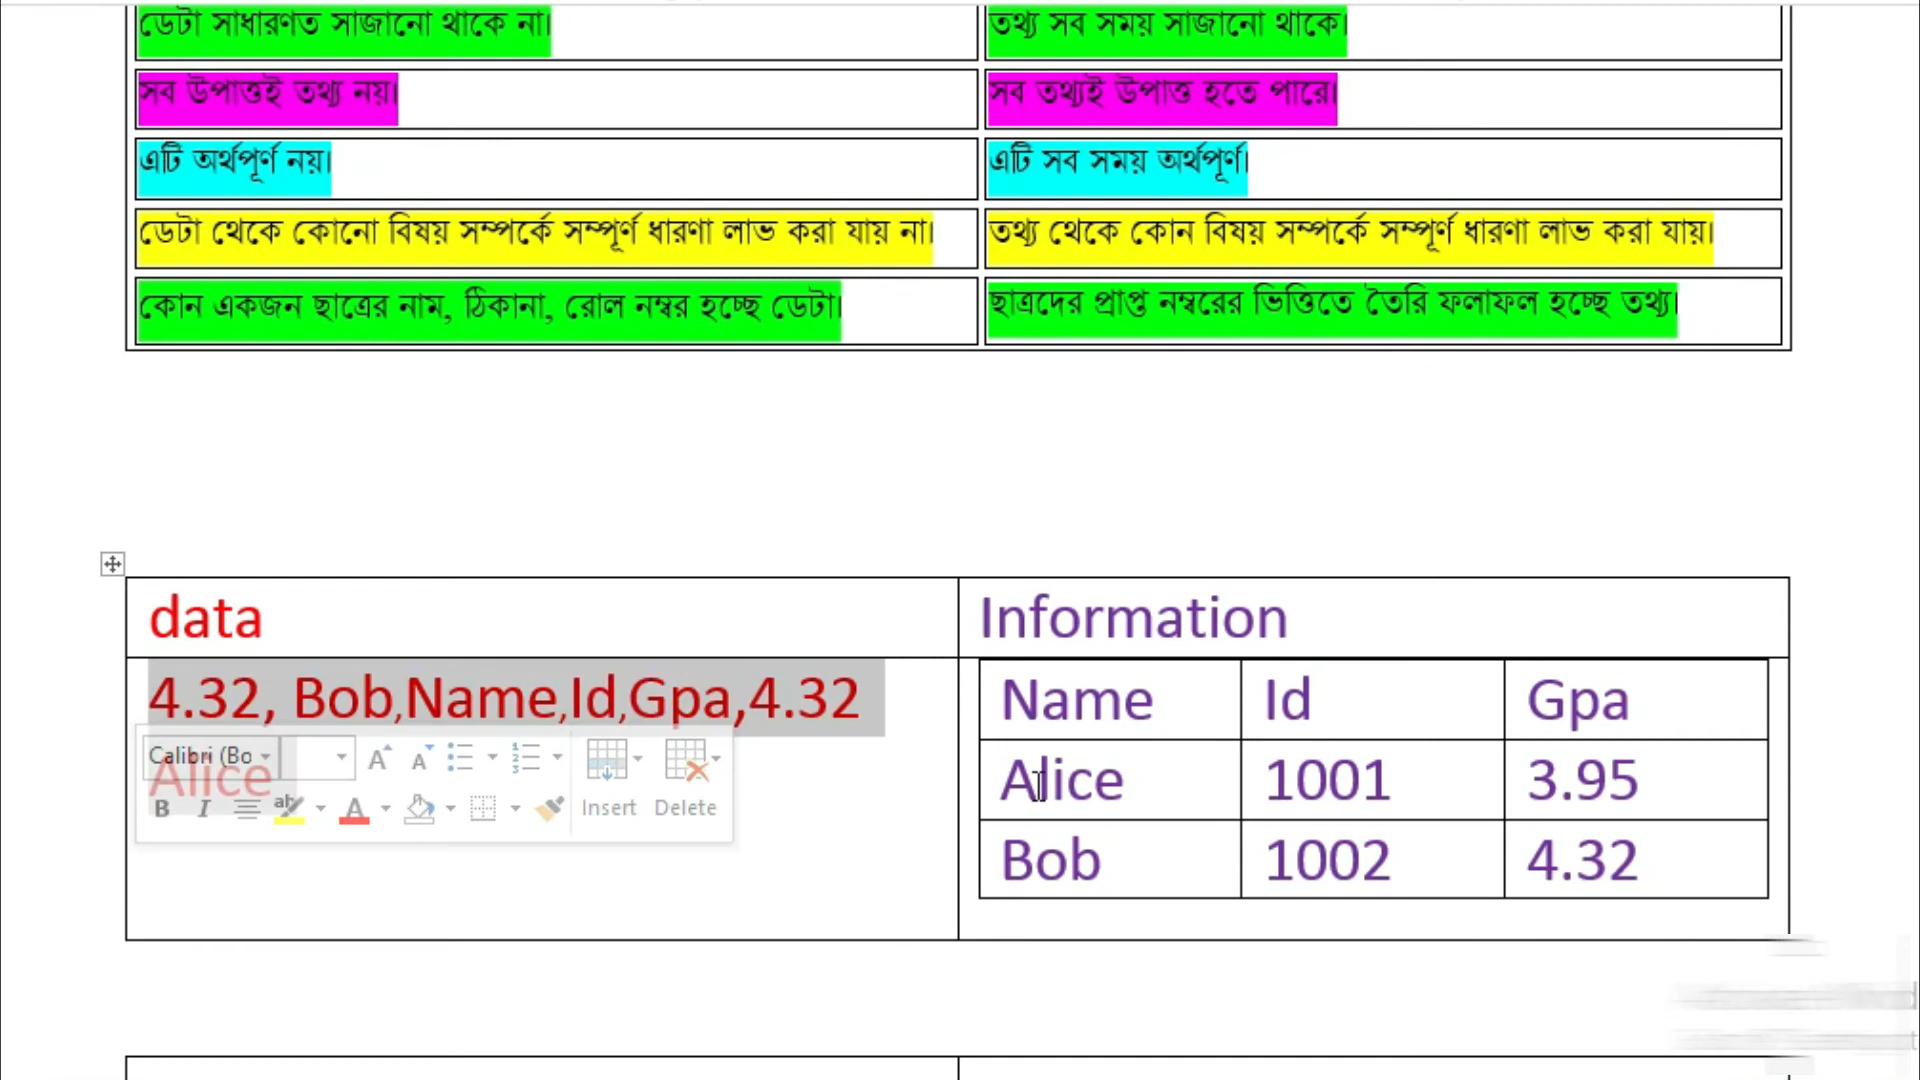 ডেটা সাধারণত সাজানো থাকে না।
তথ্য সব সময় সাজানো থাকে।
সব উপাত্তই তথ্য নয়।
সব তথ্যই উপাত্ত হতে পারে।
এটি অর্থপূর্ণ নয়।
এটি সব সময় অর্থপূর্ণ।
ডেটা থেকে কোনো বিষয় সম্পর্কে সম্পূর্ণ ধারণা লাভ করা যায় না।
তথ্য থেকে কোন বিষয় সম্পর্কে সম্পূর্ণ ধারণা লাভ করা যায়।
কোন একজন ছাত্রের নাম, ঠিকানা, রোল নম্বর হচ্ছে ডেটা।
ছাত্রদের প্রাপ্ত নম্বরের ভিত্তিতে তৈরি ফলাফল হচ্ছে তথ্য।
data
Information
4.32, Bob,Name,Id,Gpa,4.32
Alice
Calibri (Bo
B I A Insert Delete
Name Id Gpa
Alice 1001 3.95
Bob 1002 4.32